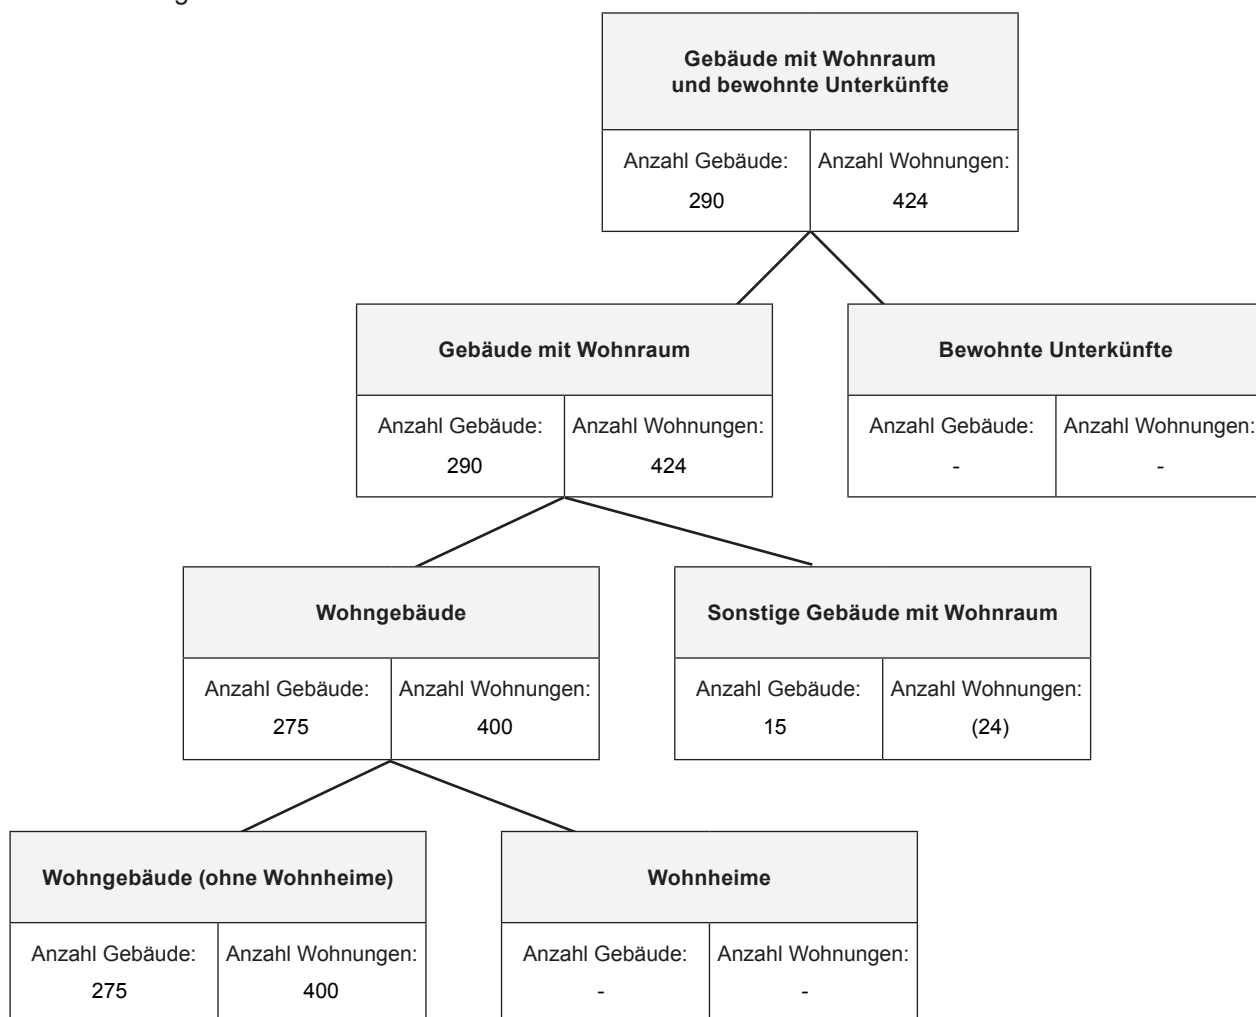 Gebäude mit Wohnraum
und bewohnte Unterkünfte
Anzahl Gebäude: Anzahl Wohnungen:
290 424
Gebäude mit Wohnraum
Bewohnte Unterkünfte
Anzahl Gebäude: Anzahl Wohnungen:
290 424
Anzahl Gebäude: Anzahl Wohnungen:
- -
Wohngebäude
Sonstige Gebäude mit Wohnraum
Anzahl Gebäude: Anzahl Wohnungen:
275 400
Anzahl Gebäude: Anzahl Wohnungen:
15 (24)
Wohngebäude (ohne Wohnheime)
Wohnheime
Anzahl Gebäude: Anzahl Wohnungen:
275 400
Anzahl Gebäude: Anzahl Wohnungen:
- -